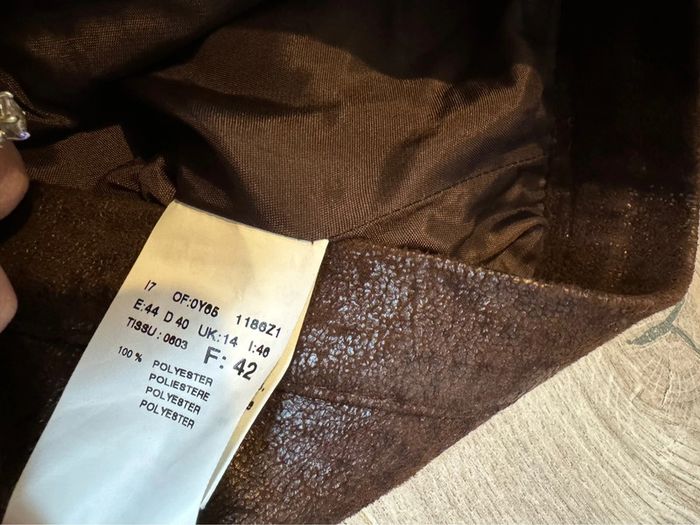 I7 OF:0Y65 1186Z1
E:44 D 40 UK:14 I:46
TISSU : 0603 F: 42
100 % POLYESTER
POLIESTERE
POLYESTER
POLYESTER